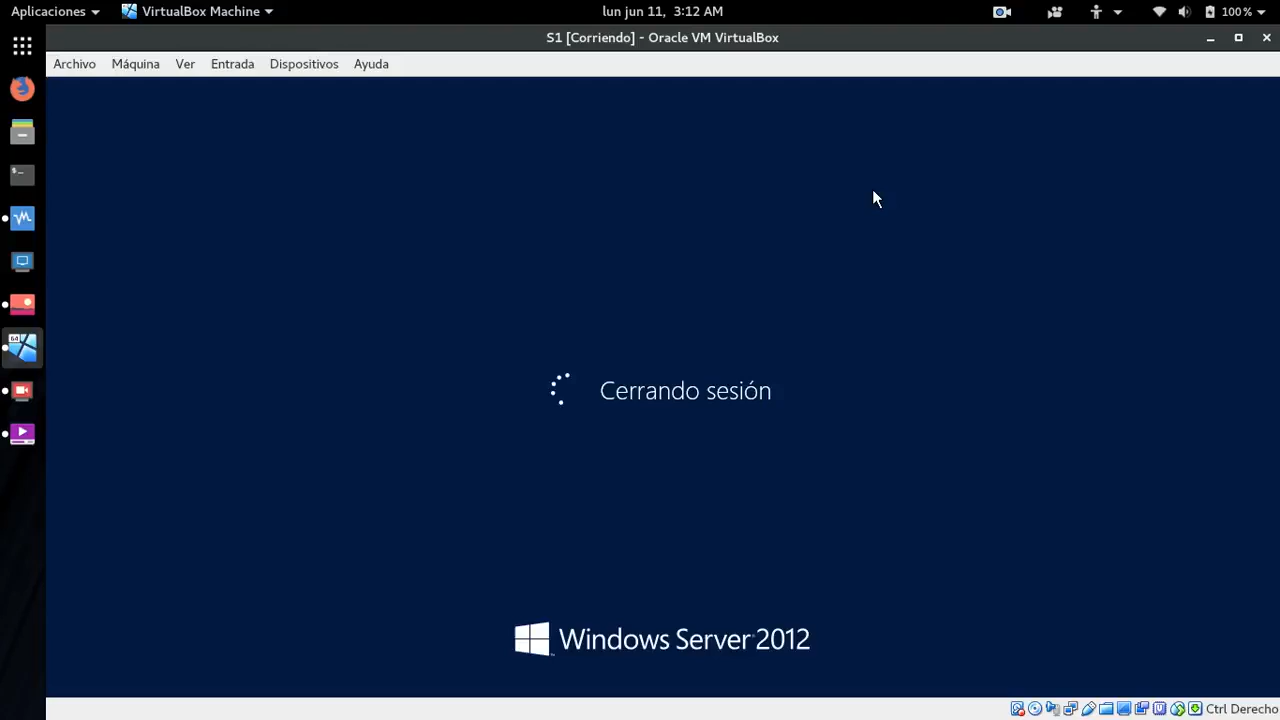 Aplicaciones VirtualBox Machine lun jun 11, 3:12 AM 100%
S1 [Corriendo] - Oracle VM VirtualBox
Archivo Máquina Ver Entrada Dispositivos Ayuda
Cerrando sesión
Windows Server 2012
Ctrl Derecho